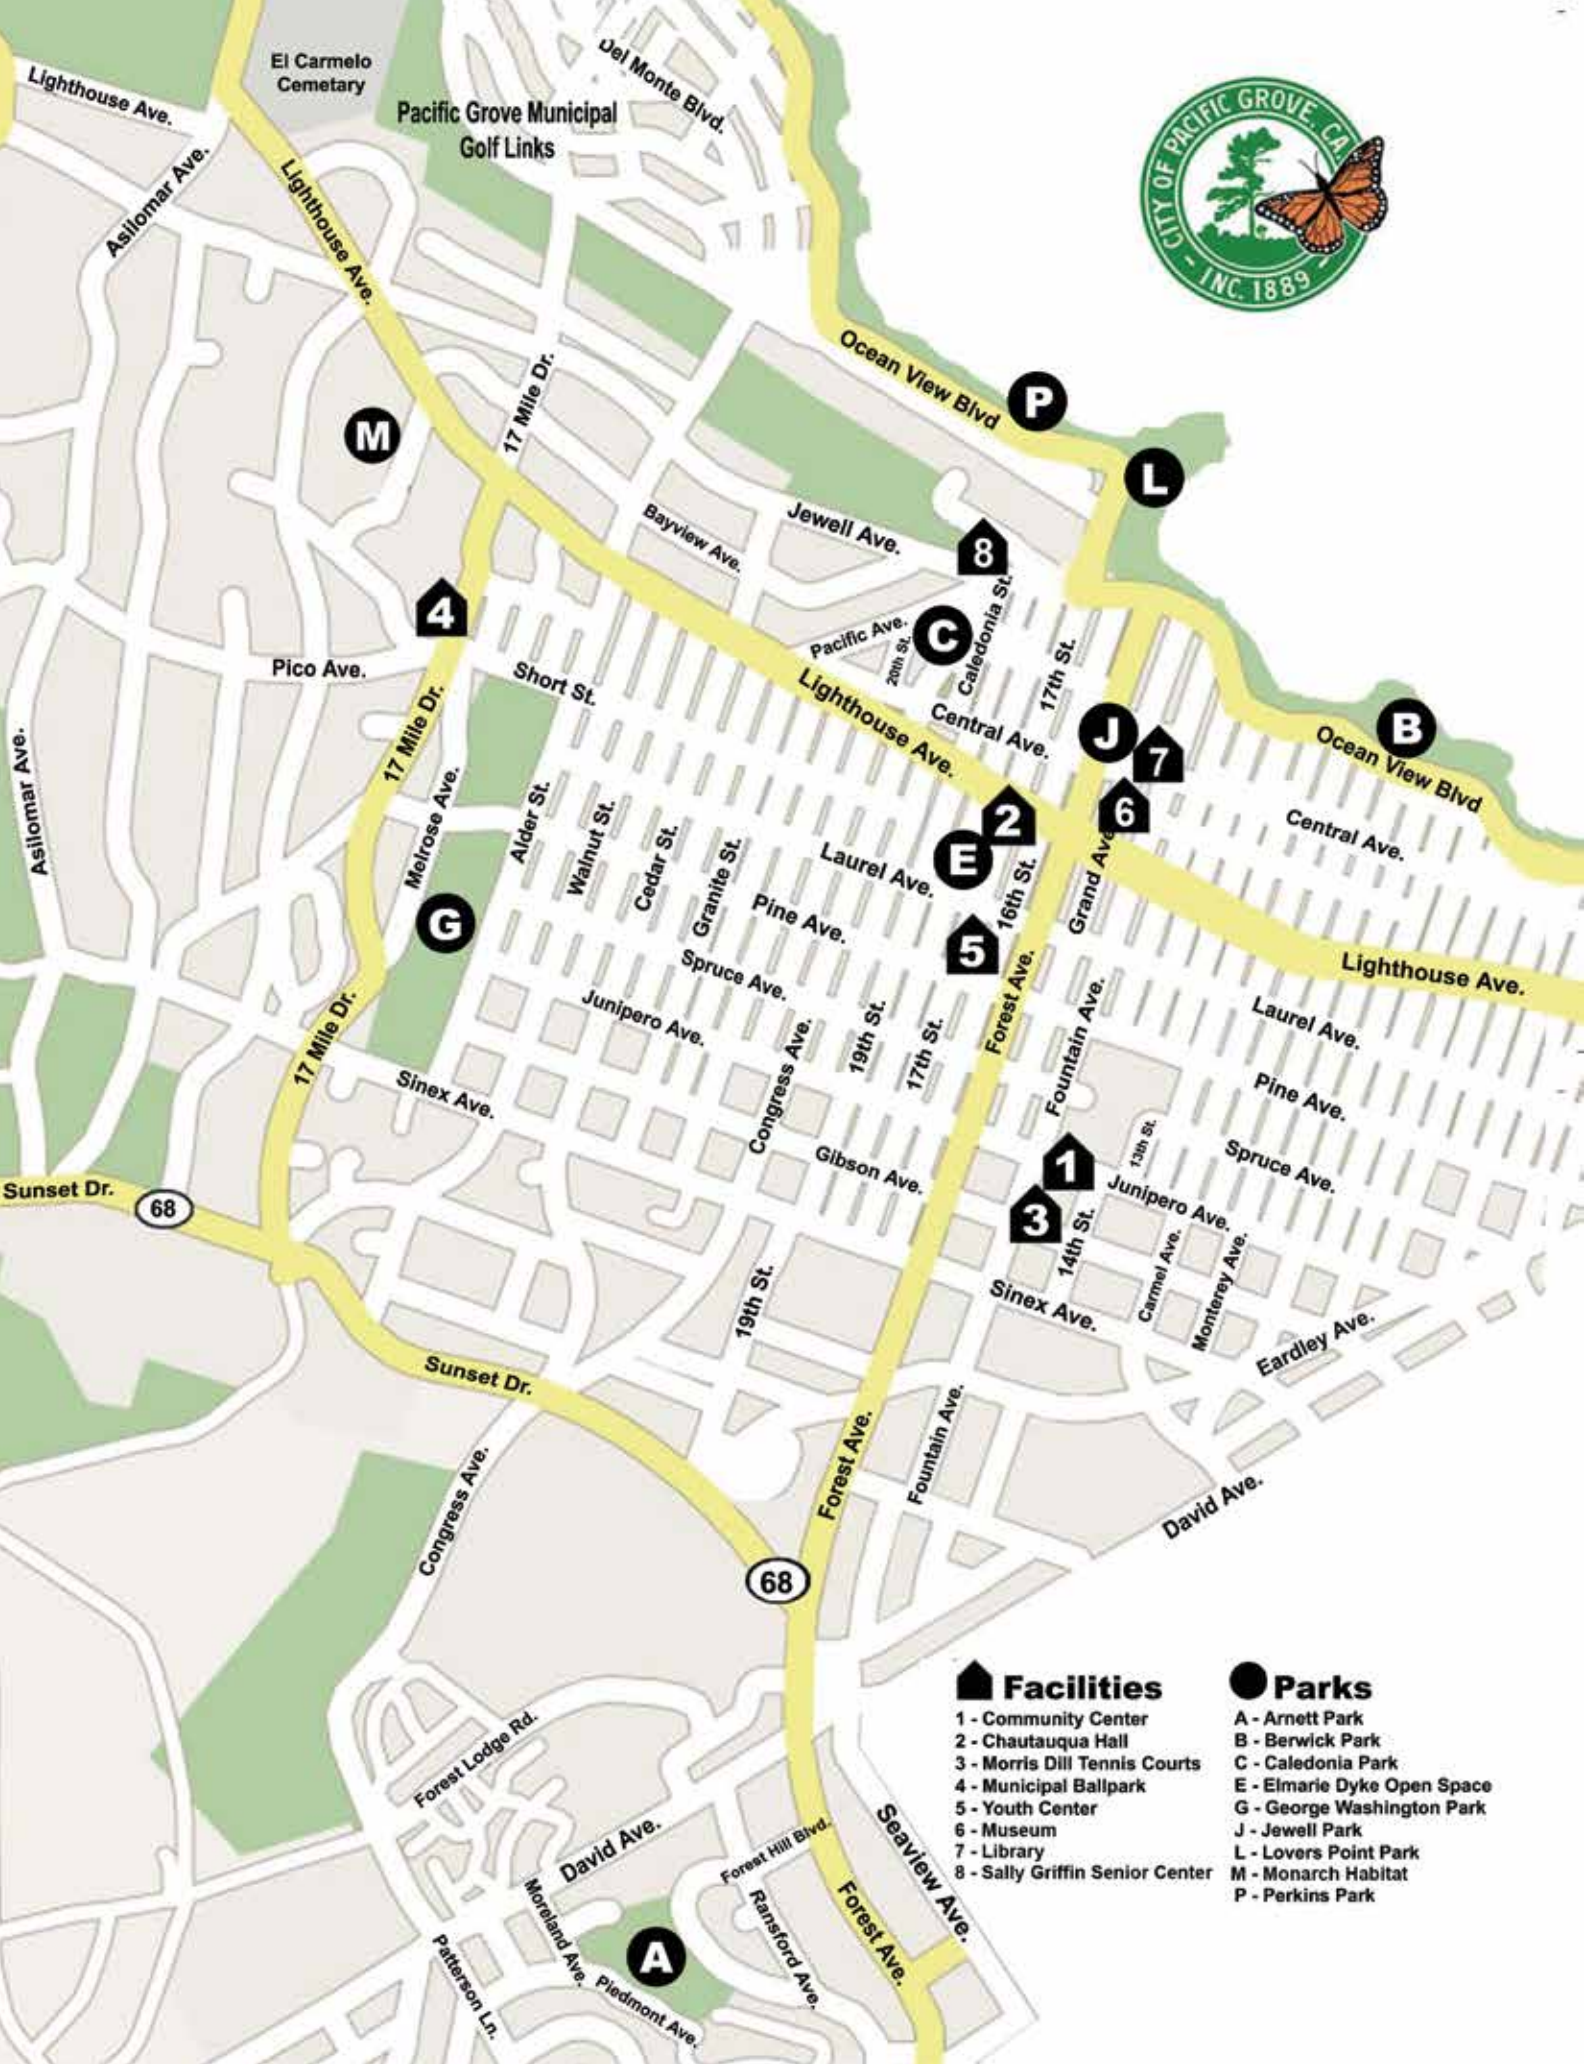 El Carmelo
Cemetary
Del Monte Blvd.
Lighthouse Ave.
Pacific Grove Municipal
Golf Links
CITY OF PACIFIC GROVE, CA.
- INC. 1889 -
Asilomar Ave.
Lighthouse Ave.
17 Mile Dr.
Ocean View Blvd
P
M
L
Jewell Ave.
Bayview Ave.
8
4
Pacific Ave.
20th St.
C
Caledonia St.
17th St.
Pico Ave.
Short St.
Lighthouse Ave.
Central Ave.
J
7
B
Ocean View Blvd
17 Mile Dr.
Asilomar Ave.
Melrose Ave.
Alder St.
Walnut St.
Cedar St.
Granite St.
Laurel Ave.
2
6
E
16th St.
Grand Ave.
Central Ave.
G
Pine Ave.
5
Lighthouse Ave.
Spruce Ave.
Junipero Ave.
17 Mile Dr.
Congress Ave.
19th St.
17th St.
Forest Ave.
Fountain Ave.
Laurel Ave.
Sinex Ave.
Pine Ave.
Gibson Ave.
1
13th St.
Spruce Ave.
Sunset Dr.
68
3
Junipero Ave.
14th St.
Carmel Ave.
Monterey Ave.
19th St.
Sinex Ave.
Eardley Ave.
Sunset Dr.
Forest Ave.
Fountain Ave.
Congress Ave.
David Ave.
68
Facilities
1 - Community Center
2 - Chautauqua Hall
3 - Morris Dill Tennis Courts
4 - Municipal Ballpark
5 - Youth Center
6 - Museum
7 - Library
8 - Sally Griffin Senior Center
Parks
A - Arnett Park
B - Berwick Park
C - Caledonia Park
E - Elmarie Dyke Open Space
G - George Washington Park
J - Jewell Park
L - Lovers Point Park
M - Monarch Habitat
P - Perkins Park
Forest Lodge Rd.
David Ave.
Forest Hill Blvd.
Seaview Ave.
Moreland Ave.
Ransford Ave.
Forest Ave.
A
Patterson Ln.
Piedmont Ave.